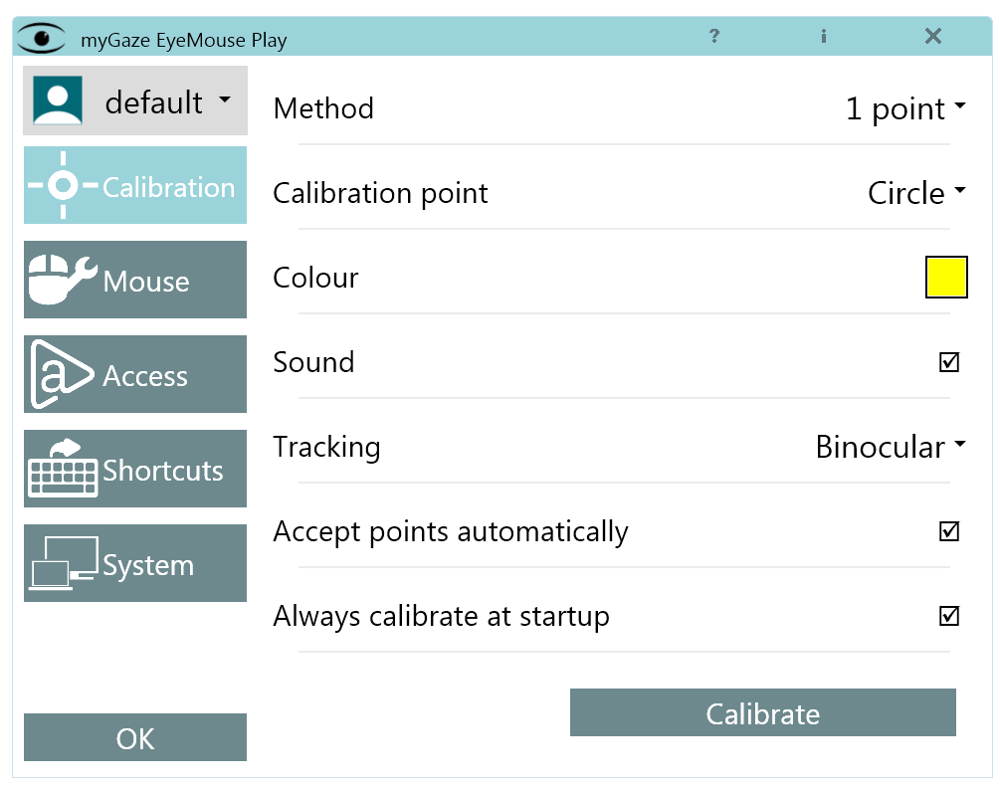 myGaze EyeMouse Play
? i ✕
default
Calibration
Mouse
Access
Shortcuts
System
OK
Method 1 point
Calibration point Circle
Colour
Sound
Tracking Binocular
Accept points automatically
Always calibrate at startup
Calibrate